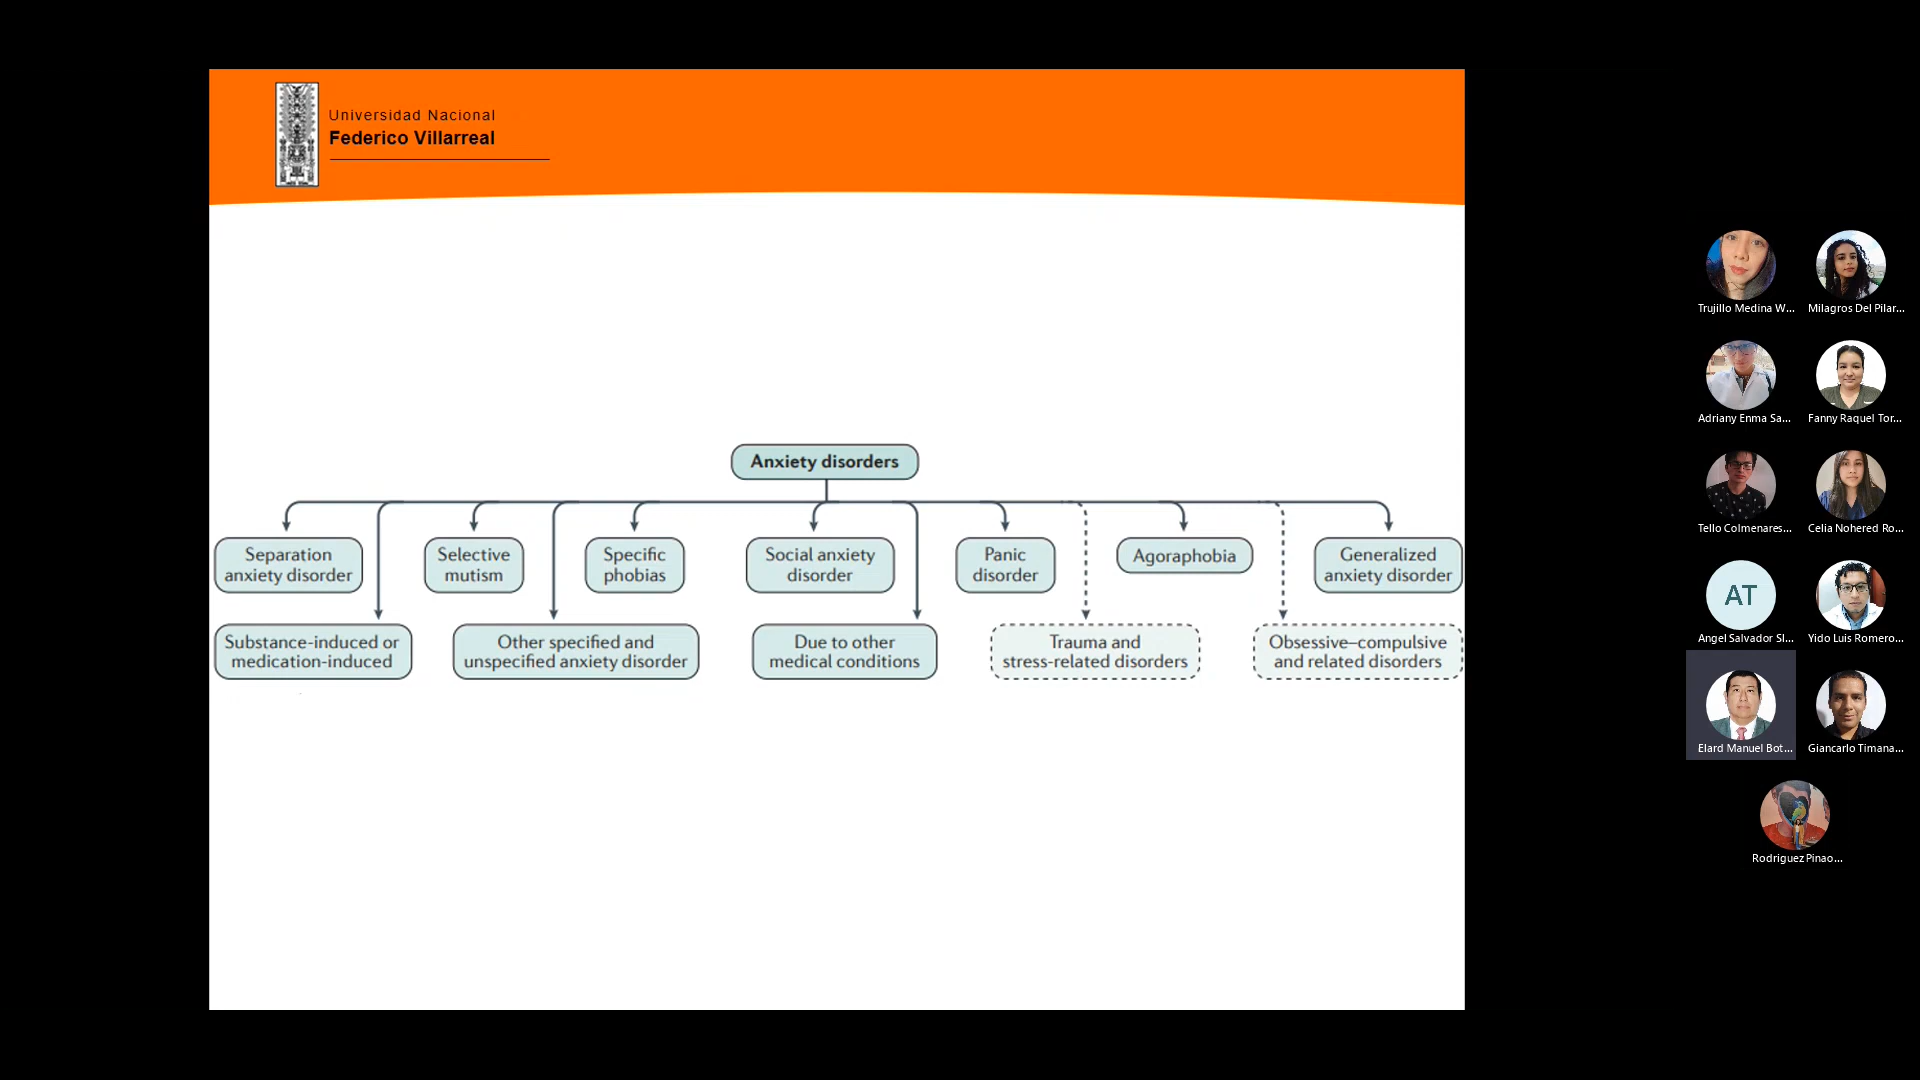 Universidad Nacional
Federico Villarreal
Anxiety disorders
Separation
anxiety disorder
Selective
mutism
Specific
phobias
Social anxiety
disorder
Panic
disorder
Agoraphobia
Generalized
anxiety disorder
Substance-induced or
medication-induced
Other specified and
unspecified anxiety disorder
Due to other
medical conditions
Trauma and
stress-related disorders
Obsessive–compulsive
and related disorders
Trujillo Medina W...
Milagros Del Pilar...
Adriany Enma Sa...
Fanny Raquel Tor...
Tello Colmenares...
Celia Nohered Ro...
AT
Angel Salvador Sl...
Yido Luis Romero...
Elard Manuel Bot...
Giancarlo Timana...
Rodriguez Pinao...